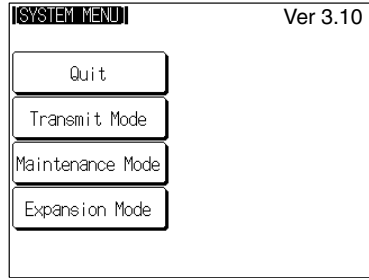 [SYSTEM MENU] Ver 3.10
Quit
Transmit Mode
Maintenance Mode
Expansion Mode